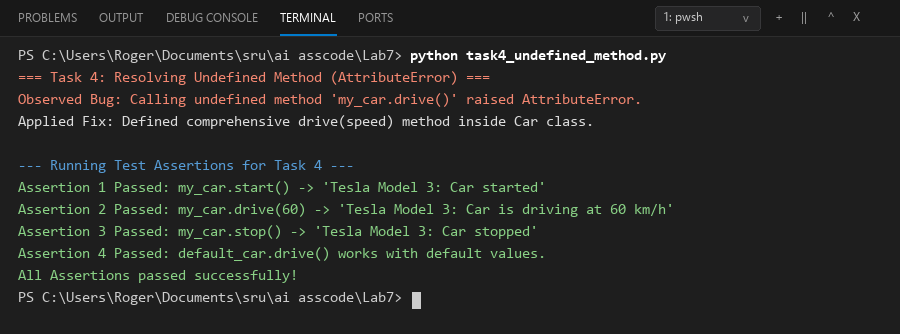 PROBLEMS OUTPUT DEBUG CONSOLE TERMINAL PORTS 1: pwsh v + || ^ X
PS C:\Users\Roger\Documents\sru\ai asscode\Lab7> python task4_undefined_method.py
=== Task 4: Resolving Undefined Method (AttributeError) ===
Observed Bug: Calling undefined method 'my_car.drive()' raised AttributeError.
Applied Fix: Defined comprehensive drive(speed) method inside Car class.
--- Running Test Assertions for Task 4 ---
Assertion 1 Passed: my_car.start() -> 'Tesla Model 3: Car started'
Assertion 2 Passed: my_car.drive(60) -> 'Tesla Model 3: Car is driving at 60 km/h'
Assertion 3 Passed: my_car.stop() -> 'Tesla Model 3: Car stopped'
Assertion 4 Passed: default_car.drive() works with default values.
All Assertions passed successfully!
PS C:\Users\Roger\Documents\sru\ai asscode\Lab7>